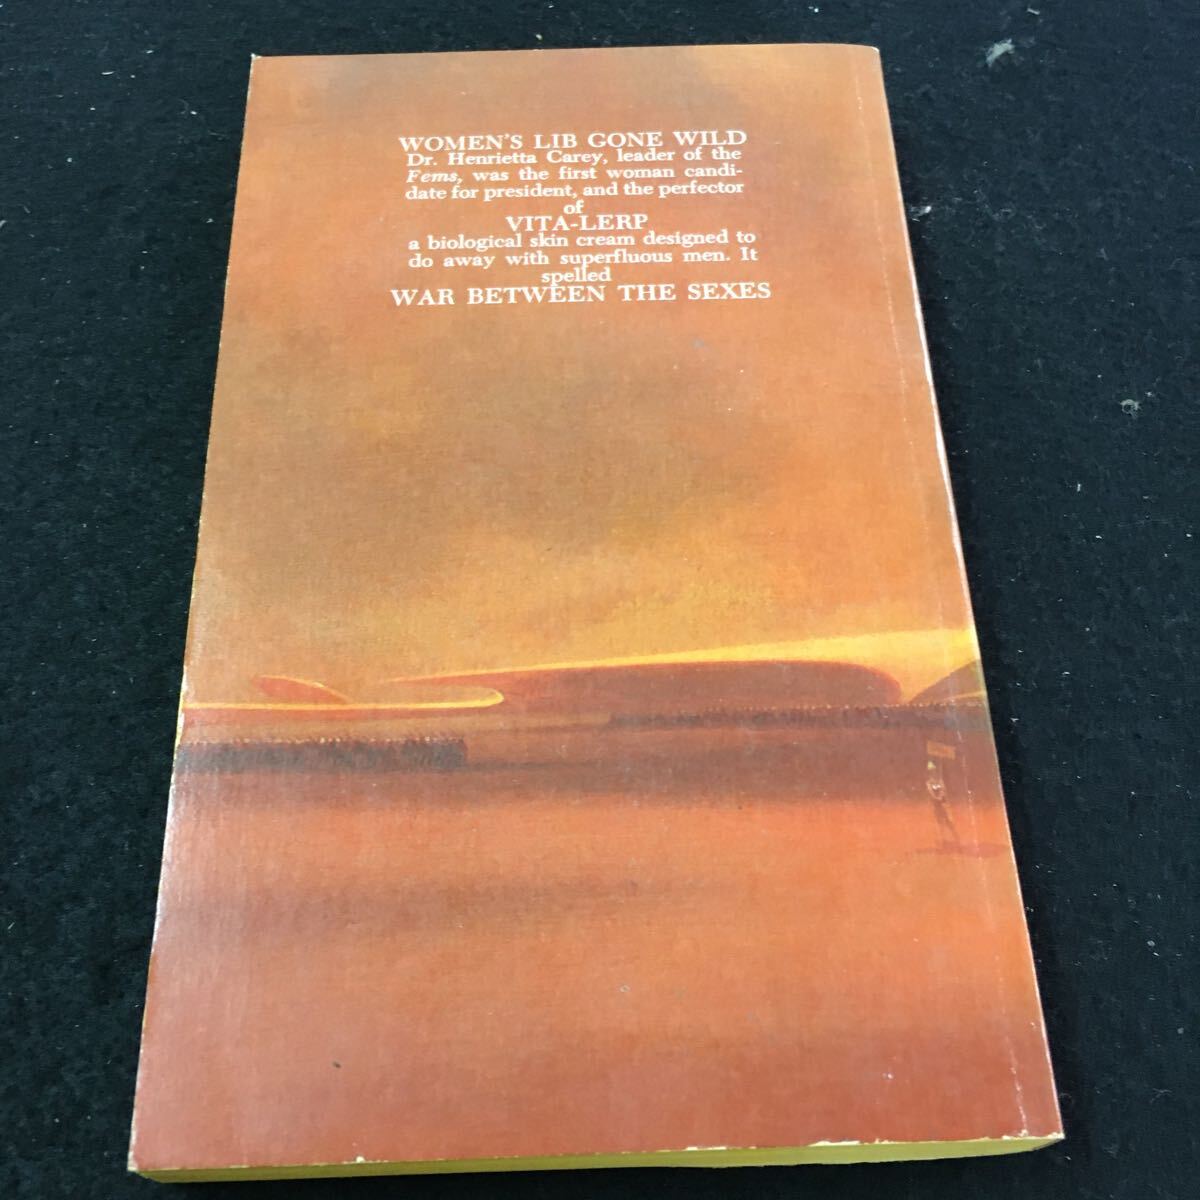 WOMEN'S LIB GONE WILD
Dr. Henrietta Carey, leader of the
Fems, was the first woman candi-
date for president, and the perfector
of
VITA-LERP
a biological skin cream designed to
do away with superfluous men. It
spelled
WAR BETWEEN THE SEXES